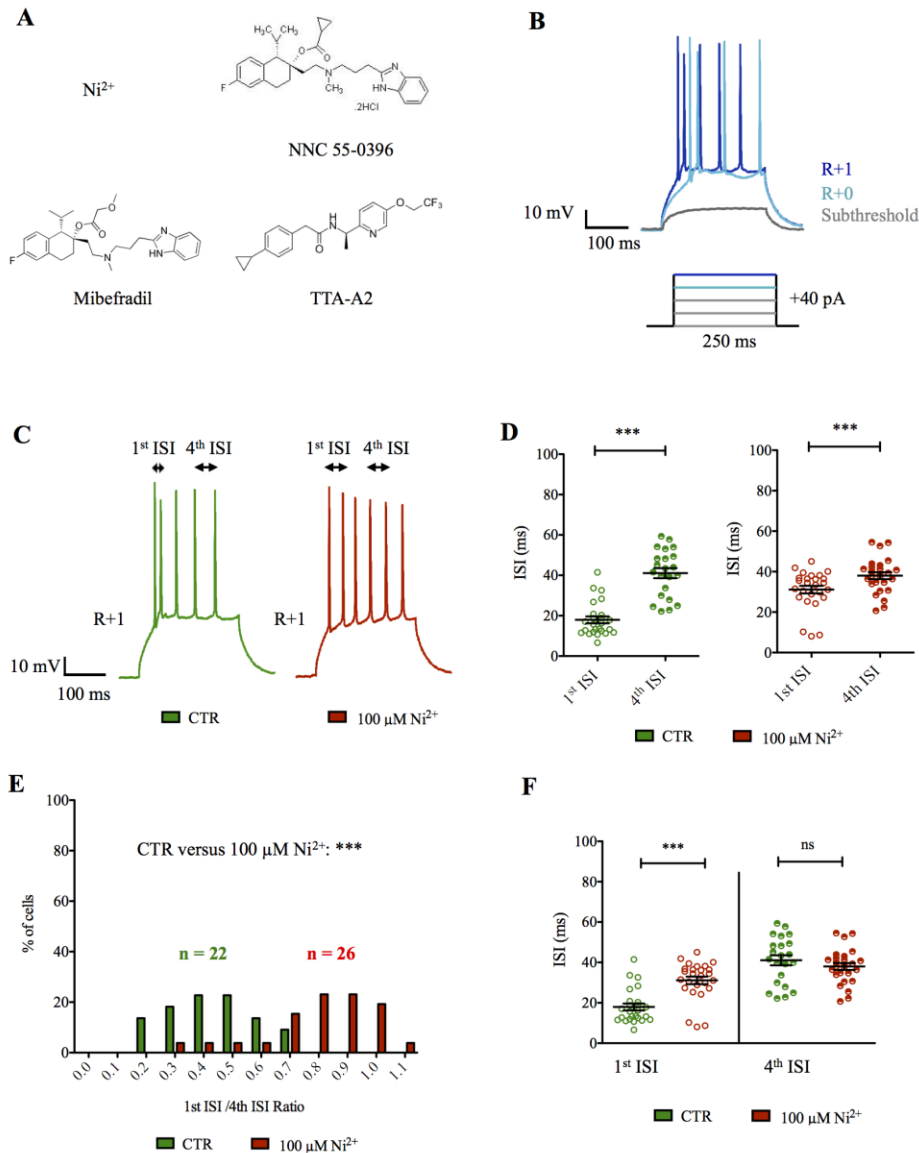 A
Ni²⁺
H₃C CH₃
O
O
F
N
CH₃
N
HN
.2HCl
NNC 55-0396
O
O
O
F
N
N
HN
Mibefradil
O
H
N
N
O
CF₃
TTA-A2
B
R+1
R+0
Subthreshold
10 mV
100 ms
+40 pA
250 ms
C
1st ISI 4th ISI 1st ISI 4th ISI
R+1 R+1
10 mV
100 ms
CTR 100 μM Ni²⁺
D
*** ***
100 100
80 80
60 60
40 40
20 20
0 0
ISI (ms) ISI (ms)
1st ISI 4th ISI 1st ISI 4th ISI
CTR 100 μM Ni²⁺
E
100
80
60
40
20
0
% of cells
CTR versus 100 μM Ni²⁺: ***
n = 22 n = 26
0.0 0.1 0.2 0.3 0.4 0.5 0.6 0.7 0.8 0.9 1.0 1.1
1st ISI /4th ISI Ratio
CTR 100 μM Ni²⁺
F
100
80
60
40
20
0
ISI (ms)
*** ns
1st ISI 4th ISI
CTR 100 μM Ni²⁺